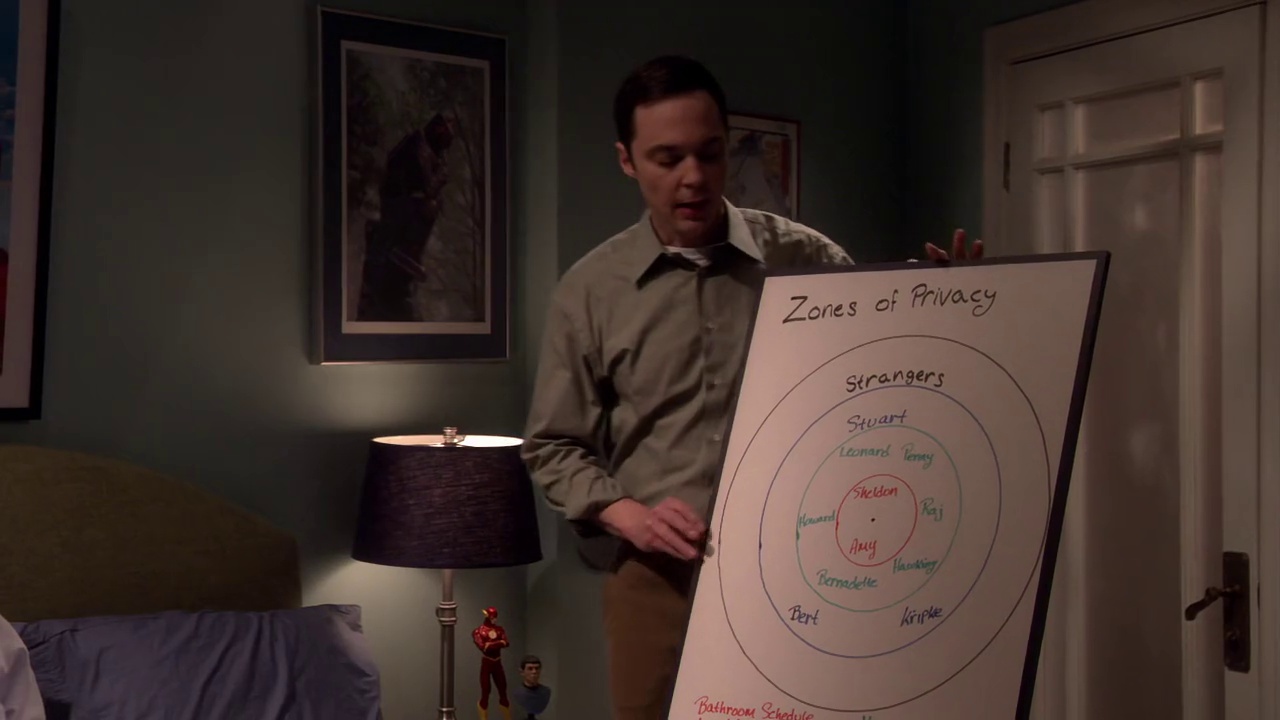 Zones of Privacy
Strangers
Stuart
Leonard Penny
Sheldon
Howard Raj
Amy
Hawking
Bernadette
Bert Kripke
Bathroom Schedule